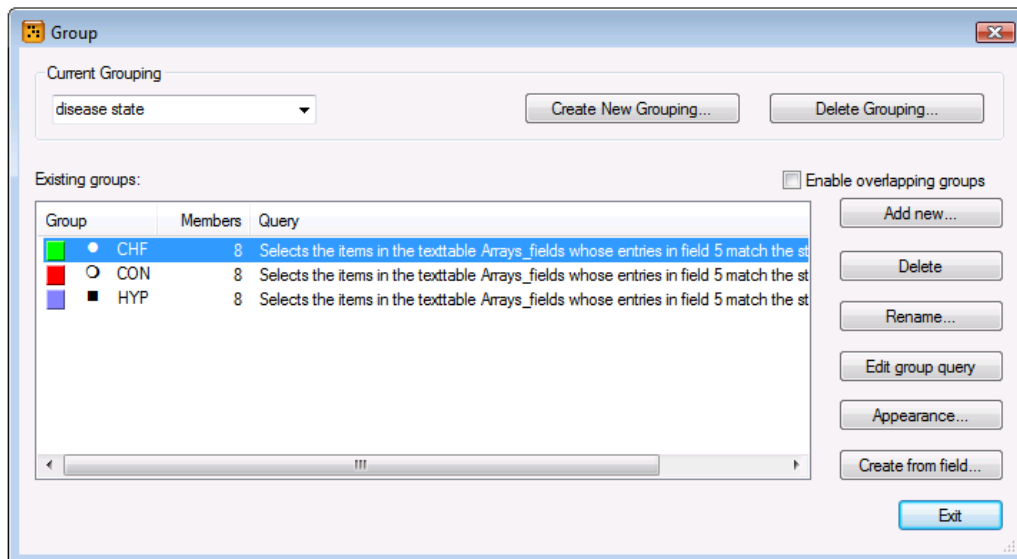 Group
Current Grouping
disease state
Create New Grouping...
Delete Grouping...
Existing groups:
Enable overlapping groups
Group Members Query
CHF 8 Selects the items in the texttable Arrays_fields whose entries in field 5 match the st
CON 8 Selects the items in the texttable Arrays_fields whose entries in field 5 match the st
HYP 8 Selects the items in the texttable Arrays_fields whose entries in field 5 match the st
Add new...
Delete
Rename...
Edit group query
Appearance...
Create from field...
Exit